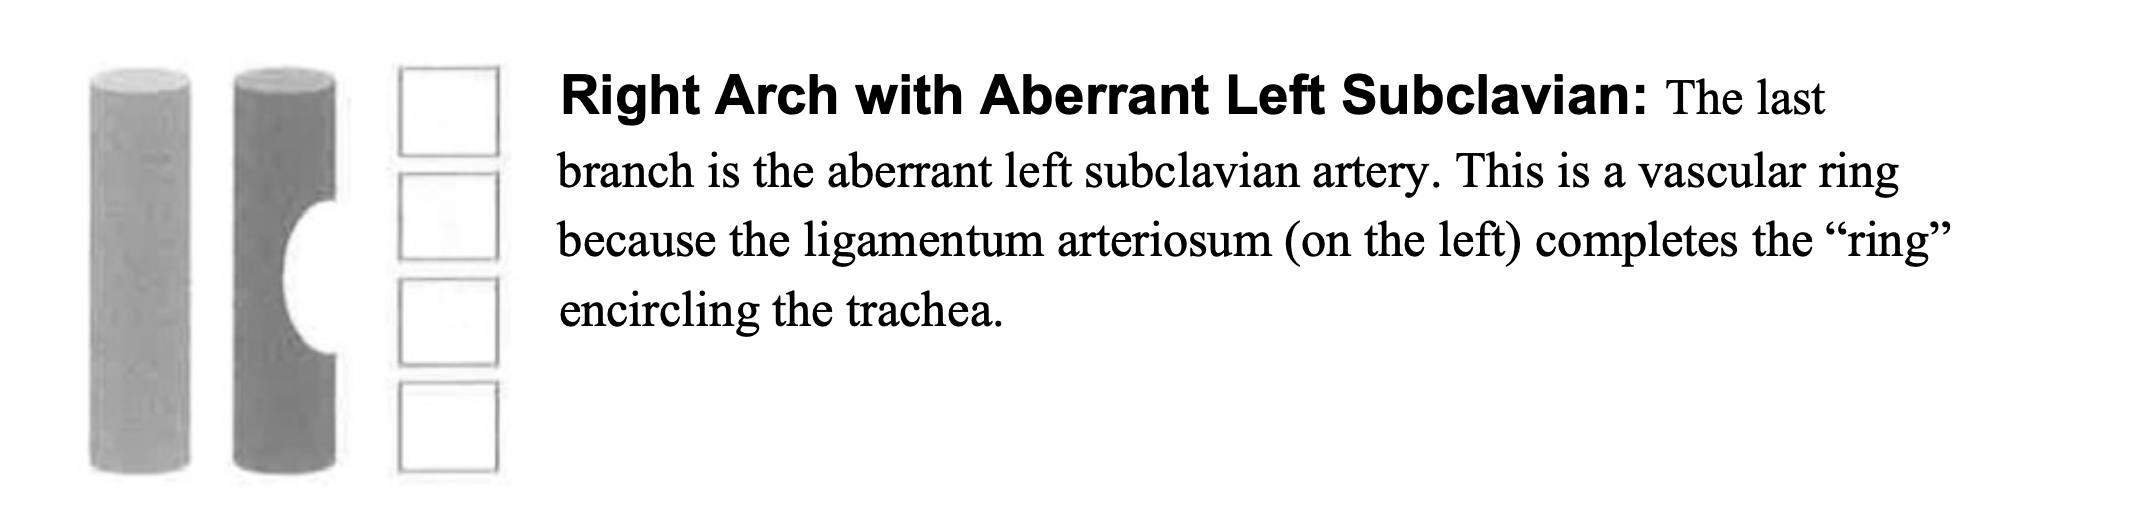 Right Arch with Aberrant Left Subclavian: The last
branch is the aberrant left subclavian artery. This is a vascular ring
because the ligamentum arteriosum (on the left) completes the “ring”
encircling the trachea.